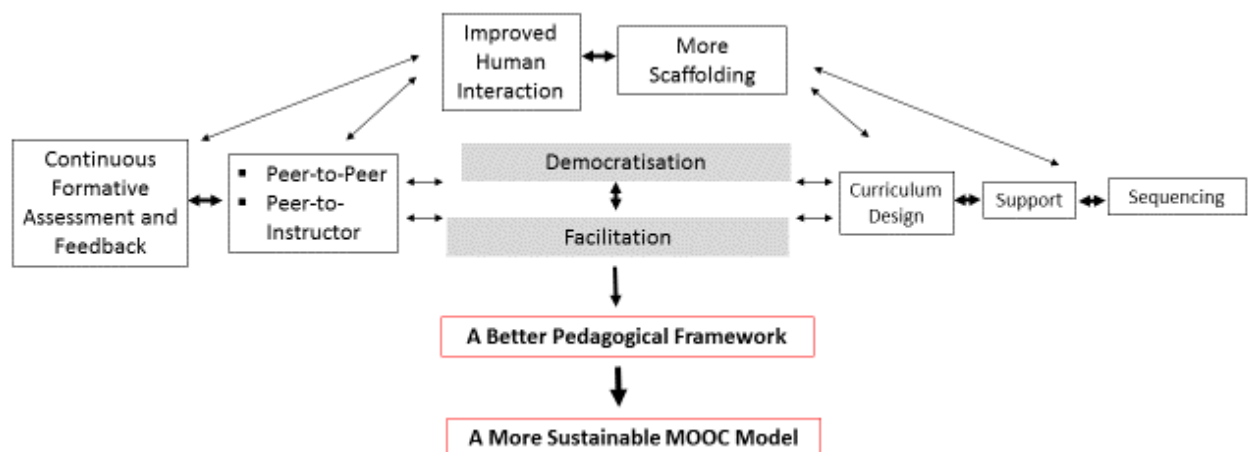 Improved
Human
Interaction
More
Scaffolding
Continuous
Formative
Assessment and
Feedback
▪ Peer-to-Peer
▪ Peer-to-
Instructor
Democratisation
Facilitation
Curriculum
Design
Support
Sequencing
A Better Pedagogical Framework
A More Sustainable MOOC Model